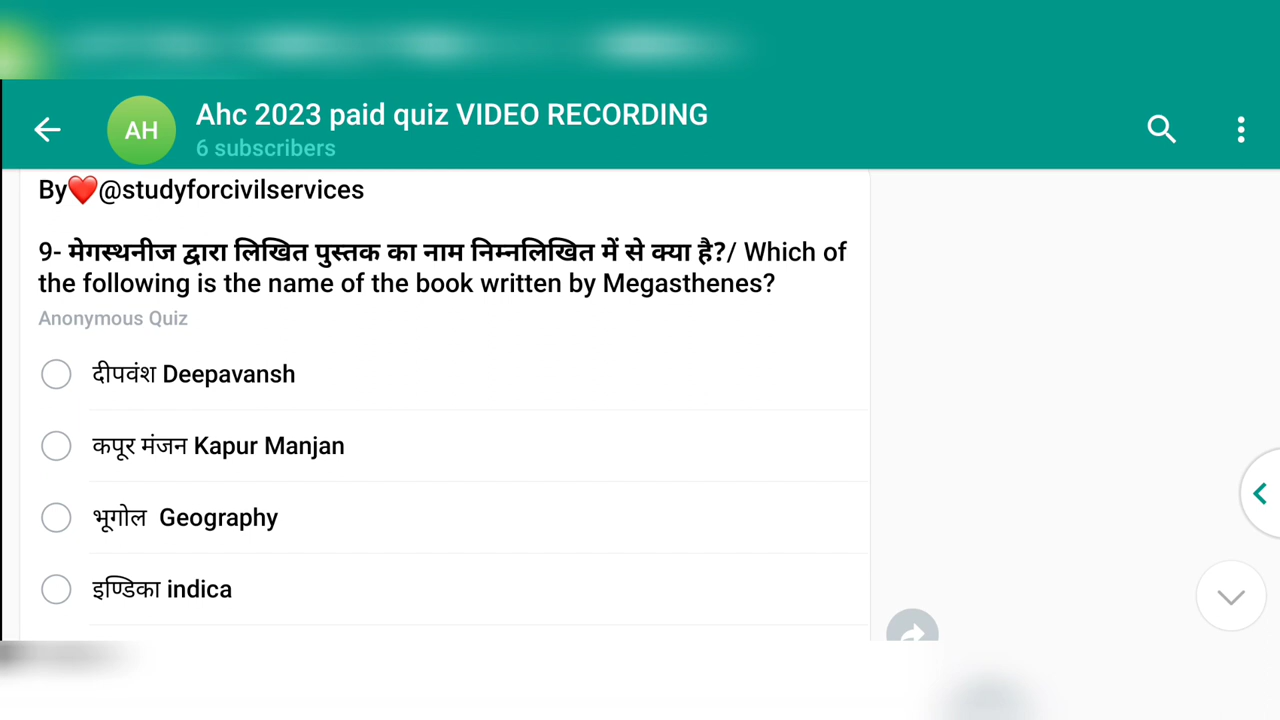 AH
Ahc 2023 paid quiz VIDEO RECORDING
6 subscribers
By❤️@studyforcivilservices
9- मेगस्थनीज द्वारा लिखित पुस्तक का नाम निम्नलिखित में से क्या है?/ Which of
the following is the name of the book written by Megasthenes?
Anonymous Quiz
दीपवंश Deepavansh
कपूर मंजन Kapur Manjan
भूगोल Geography
इण्डिका indica